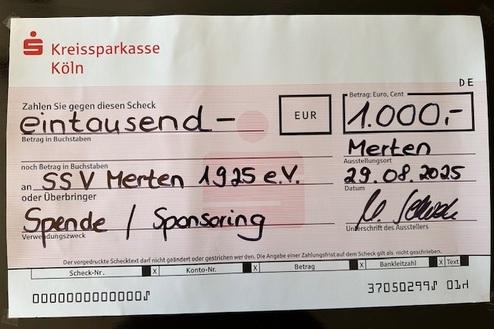 Kreissparkasse
Köln
DE
Zahlen Sie gegen diesen Scheck
eintausend -
Betrag in Buchstaben
EUR
Betrag: Euro, Cent
1.000,-
noch Betrag in Buchstaben
Merten
Ausstellungsort
an SSV Merten 1925 e.V.
oder Überbringer
29.08.2025
Datum
Spende / Sponsoring
Verwendungszweck
Unterschrift des Ausstellers
Der vorgedruckte Schecktext darf nicht geändert oder gestrichen werden. Die Angabe einer Zahlungsfrist auf dem Scheck gilt als nicht geschrieben.
Scheck-Nr. X Konto-Nr. X Betrag X Bankleitzahl X Text
0000000000000⑀ 37050299⑀ 01H